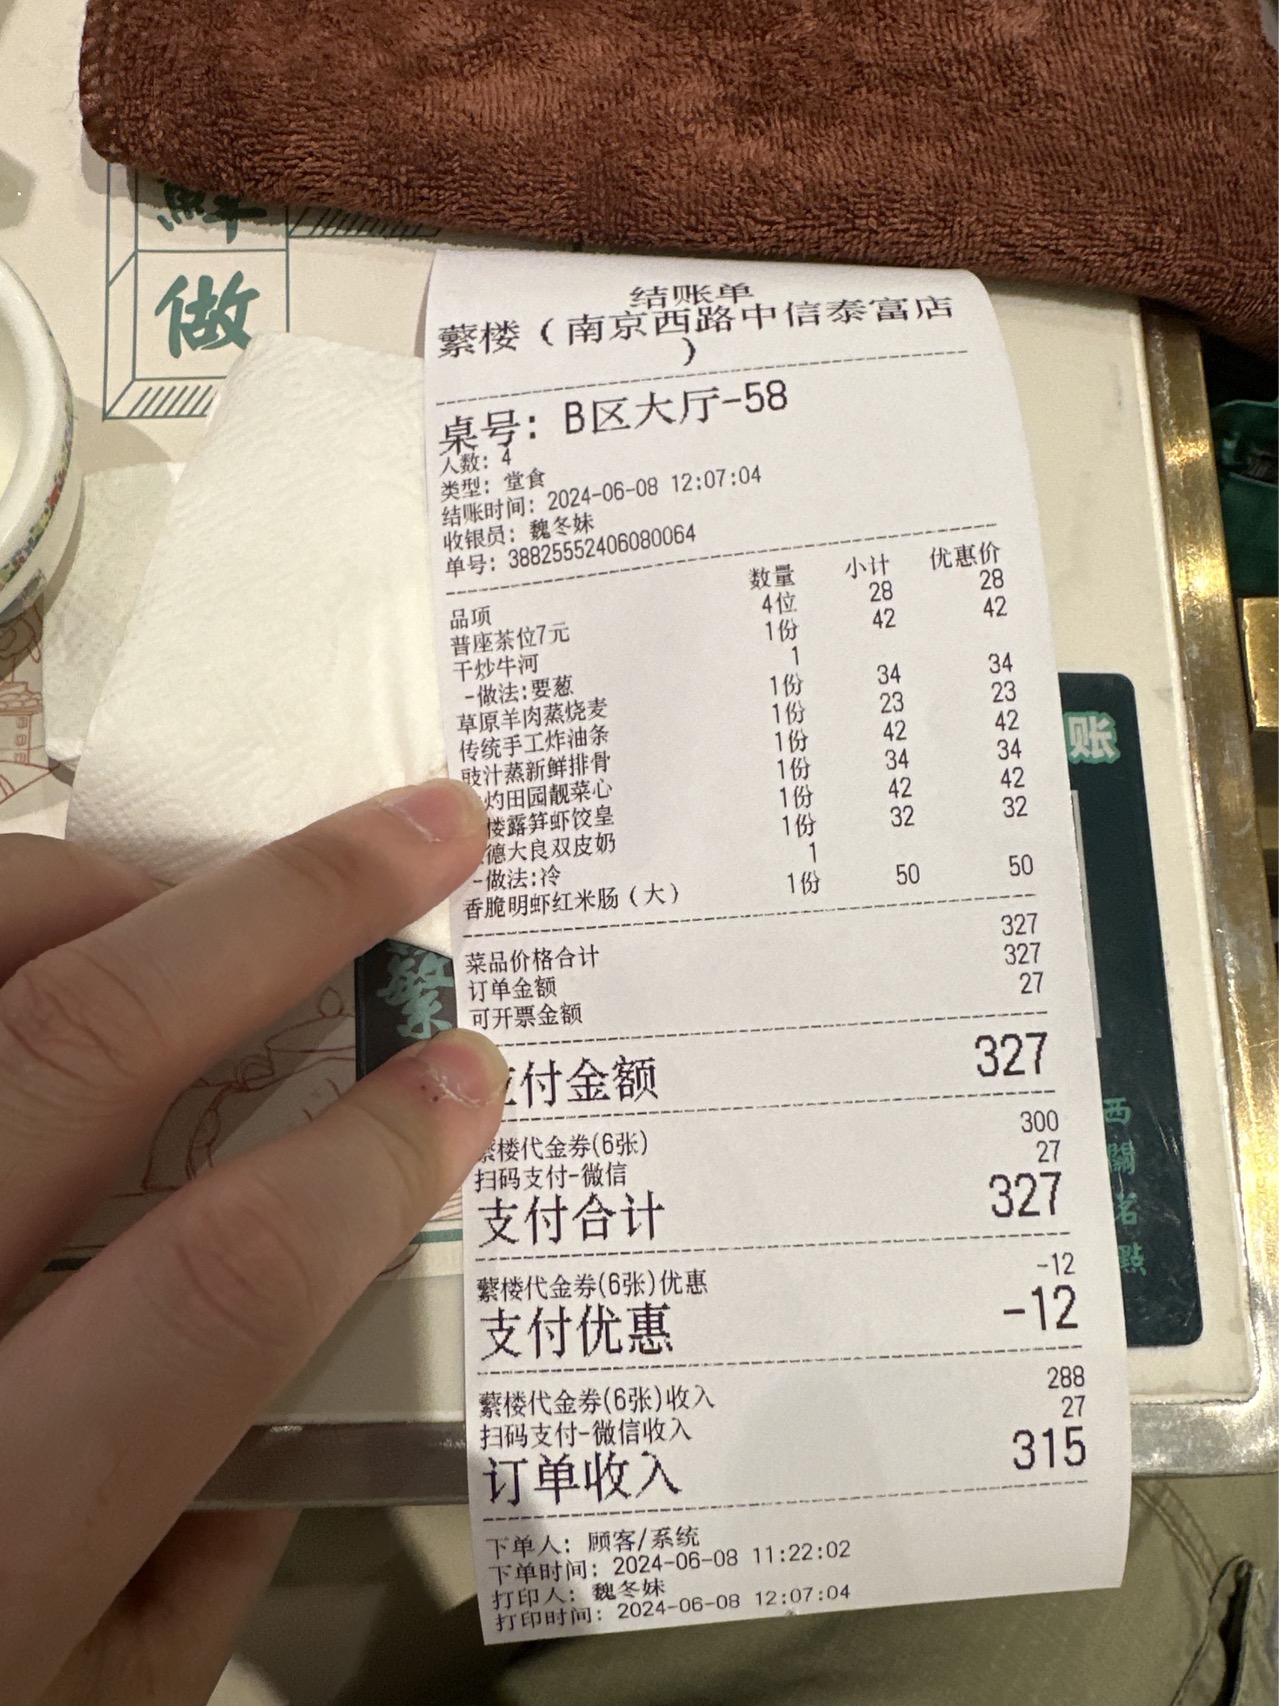 做
结账单
蘩楼（南京西路中信泰富店
）
桌号：B区大厅-58
人数：4
类型：堂食
结账时间：2024-06-08 12:07:04
收银员：魏冬妹
单号：38825552406080064
品项 数量 小计 优惠价
普座茶位7元 4位 28 28
干炒牛河 1份 42 42
-做法:要葱 1
草原羊肉蒸烧麦 1份 34 34
传统手工炸油条 1份 23 23
豉汁蒸新鲜排骨 1份 42 42
灼田园靓菜心 1份 34 34
楼露笋虾饺皇 1份 42 42
德大良双皮奶 1份 32 32
-做法:冷 1
香脆明虾红米肠（大） 1份 50 50
菜品价格合计 327
订单金额 327
可开票金额 27
付金额 327
楼代金券(6张) 300
扫码支付-微信 27
支付合计 327
蘩楼代金券(6张)优惠 -12
支付优惠 -12
蘩楼代金券(6张)收入 288
扫码支付-微信收入 27
订单收入 315
下单人：顾客/系统
下单时间：2024-06-08 11:22:02
打印人：魏冬妹
打印时间：2024-06-08 12:07:04
账
西
關
名
點